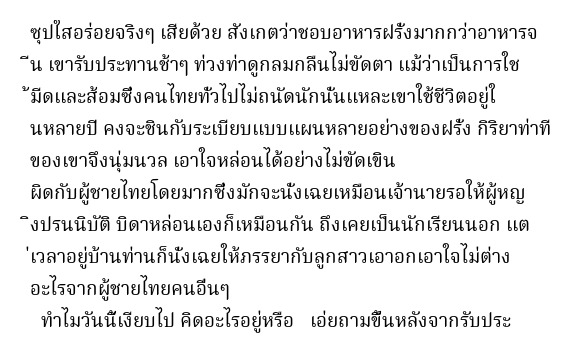 ซุปใสอร่อยจริงๆ เสียด้วย สังเกตว่าชอบอาหารฝรั่งมากกว่าอาหารจ
ีน เขารับประทานช้าๆ ท่วงท่าดูกลมกลืนไม่ขัดตา แม้ว่าเป็นการใช
้มีดและส้อมซึ่งคนไทยทั่วไปไม่ถนัดนักนั่นแหละเขาใช้ชีวิตอยู่ใ
นหลายปี คงจะชินกับระเบียบแบบแผนหลายอย่างของฝรั่ง กิริยาท่าที
ของเขาจึงนุ่มนวล เอาใจหล่อนได้อย่างไม่ขัดเขิน
ผิดกับผู้ชายไทยโดยมากซึ่งมักจะนั่งเฉยเหมือนเจ้านายรอให้ผู้หญ
ิงปรนนิบัติ บิดาหล่อนเองก็เหมือนกัน ถึงเคยเป็นนักเรียนนอก แต
่เวลาอยู่บ้านท่านก็นั่งเฉยให้ภรรยากับลูกสาวเอาอกเอาใจไม่ต่าง
อะไรจากผู้ชายไทยคนอื่นๆ
ทำไมวันนี้เงียบไป คิดอะไรอยู่หรือ เอ่ยถามขึ้นหลังจากรับประ